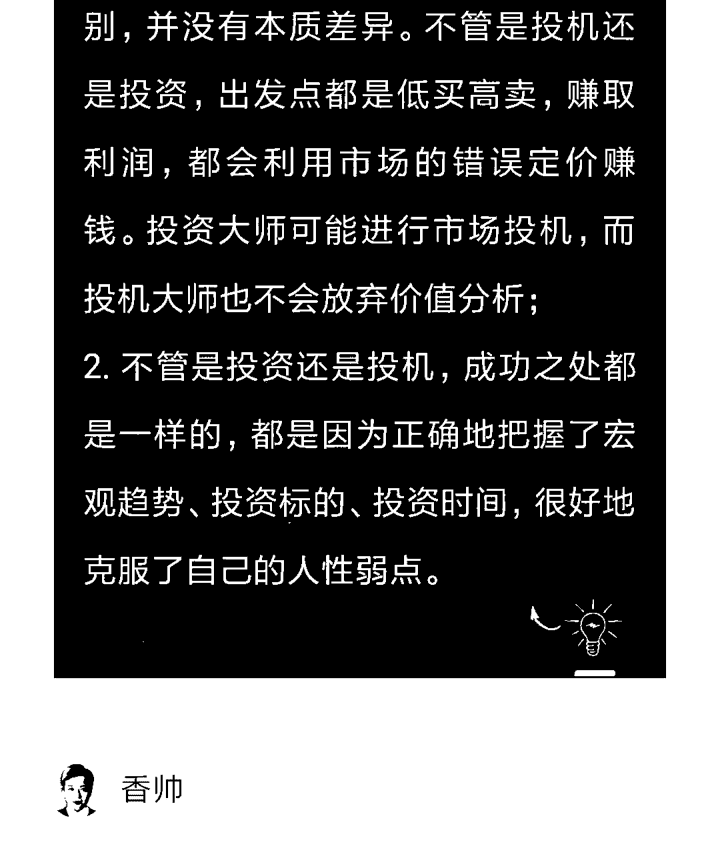 别，并没有本质差异。不管是投机还
是投资，出发点都是低买高卖，赚取
利润，都会利用市场的错误定价赚
钱。投资大师可能进行市场投机，而
投机大师也不会放弃价值分析；
2. 不管是投资还是投机，成功之处都
是一样的，都是因为正确地把握了宏
观趋势、投资标的、投资时间，很好地
克服了自己的人性弱点。
香帅